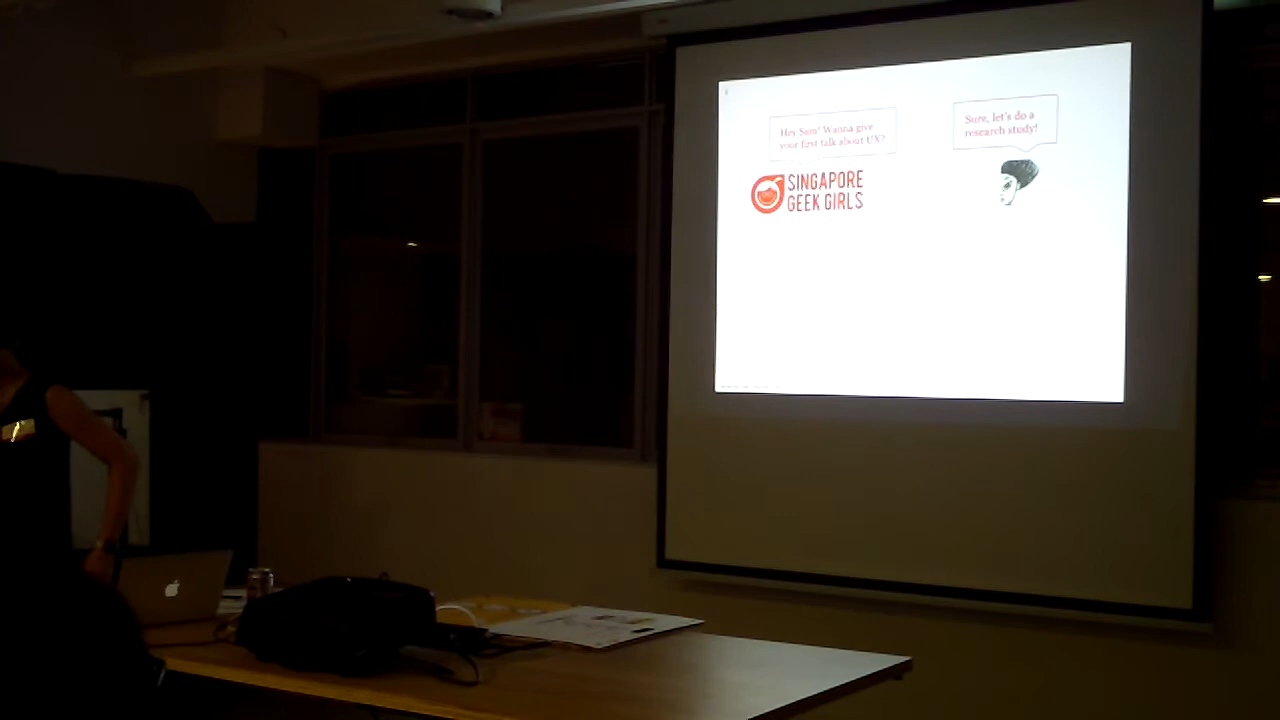 Hey Sam! Wanna give
your first talk about UX?
Sure, let's do a
research study!
SINGAPORE
GEEK GIRLS